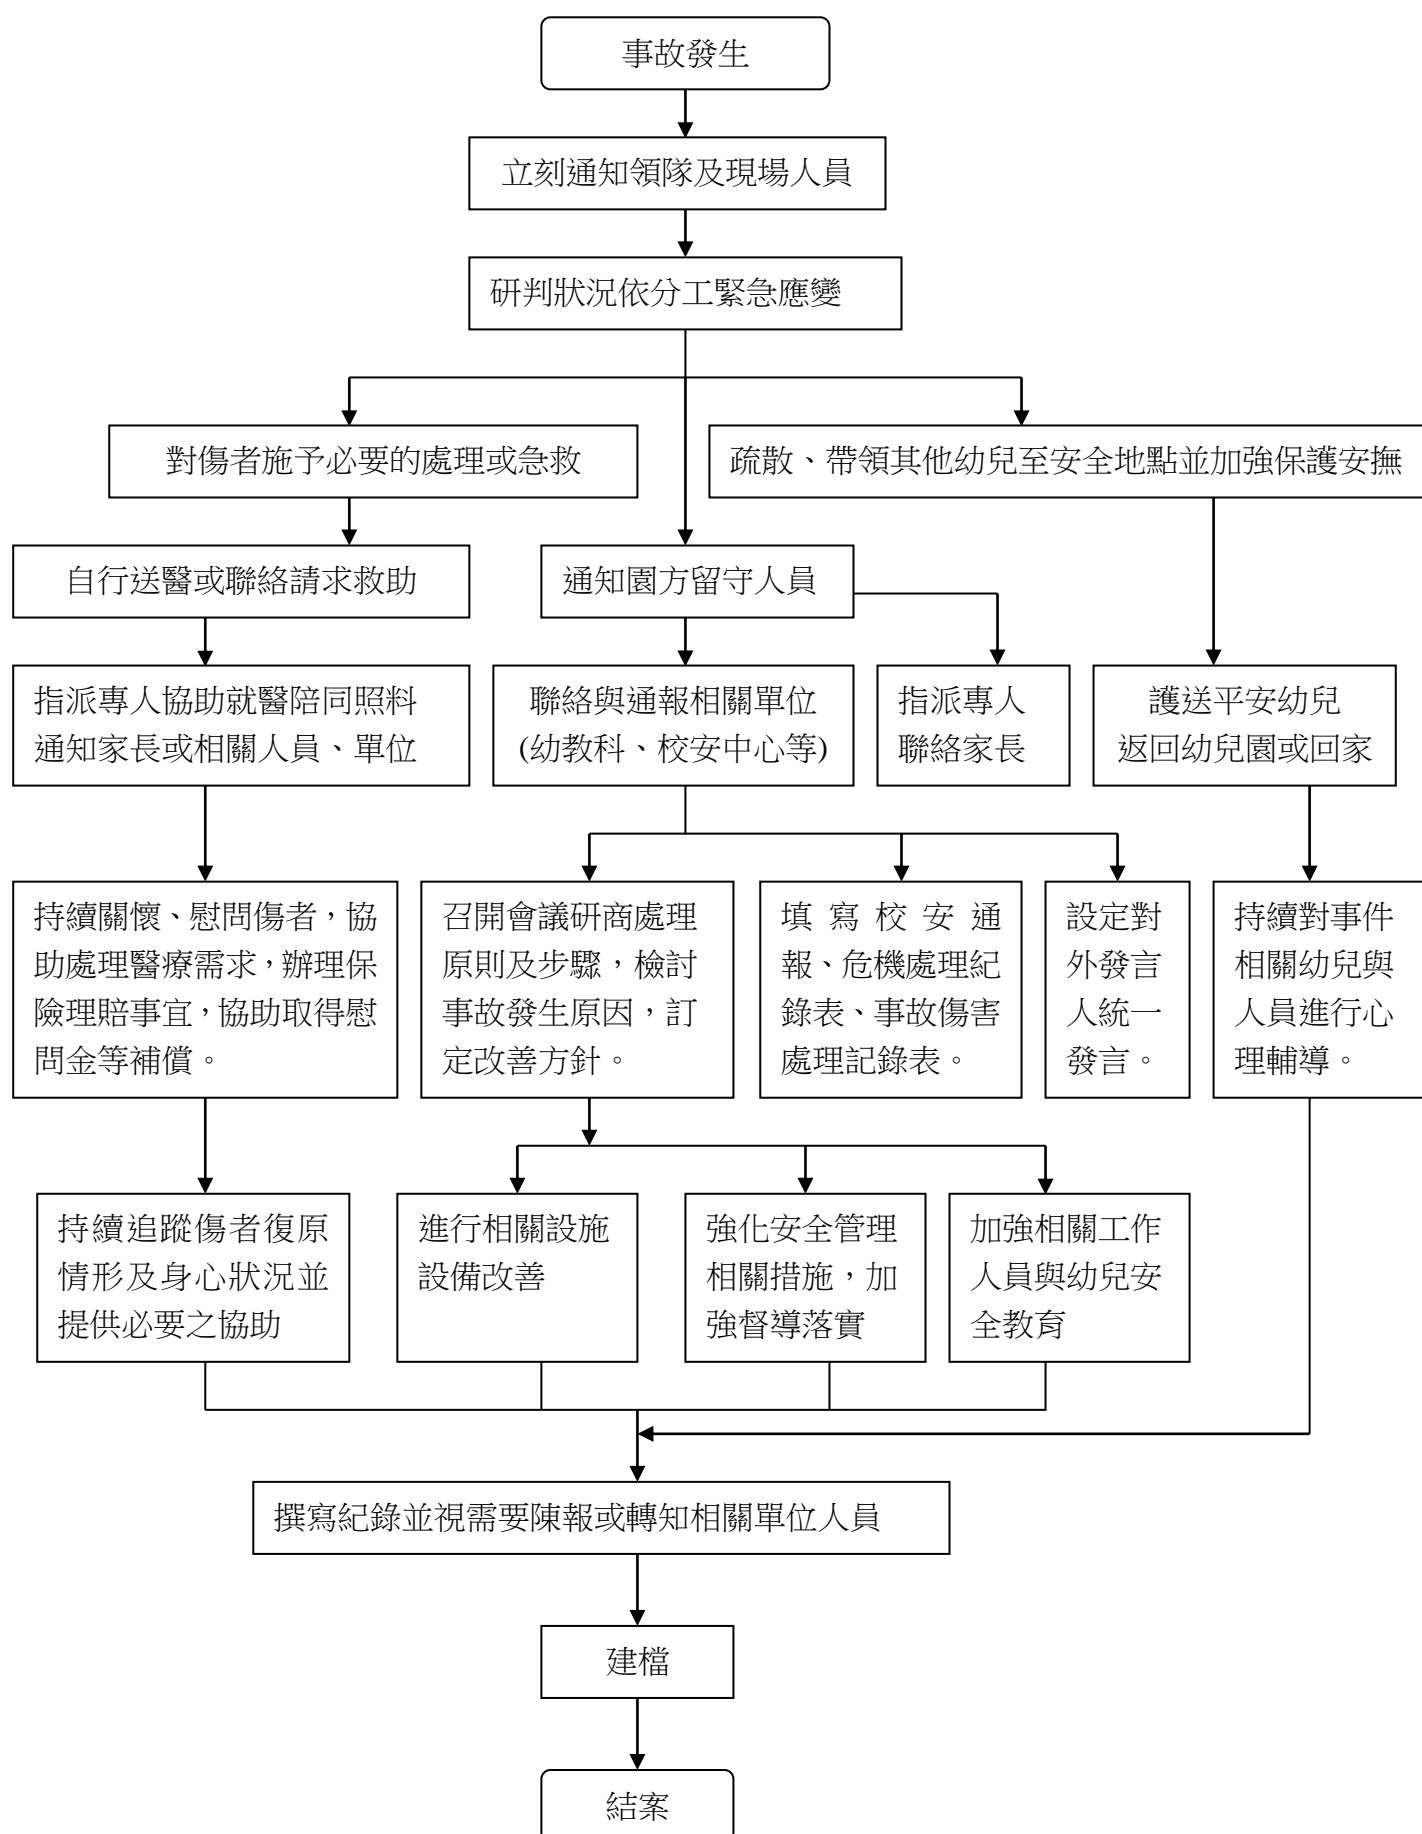 事故發生
立刻通知領隊及現場人員
研判狀況依分工緊急應變
對傷者施予必要的處理或急救
疏散、帶領其他幼兒至安全地點並加強保護安撫
自行送醫或聯絡請求救助
通知園方留守人員
指派專人協助就醫陪同照料
通知家長或相關人員、單位
聯絡與通報相關單位
(幼教科、校安中心等)
指派專人
聯絡家長
護送平安幼兒
返回幼兒園或回家
持續關懷、慰問傷者，協
助處理醫療需求，辦理保
險理賠事宜，協助取得慰
問金等補償。
召開會議研商處理
原則及步驟，檢討
事故發生原因，訂
定改善方針。
填寫校安通
報、危機處理紀
錄表、事故傷害
處理記錄表。
設定對
外發言
人統一
發言。
持續對事件
相關幼兒與
人員進行心
理輔導。
持續追蹤傷者復原
情形及身心狀況並
提供必要之協助
進行相關設施
設備改善
強化安全管理
相關措施，加
強督導落實
加強相關工作
人員與幼兒安
全教育
撰寫紀錄並視需要陳報或轉知相關單位人員
建檔
結案